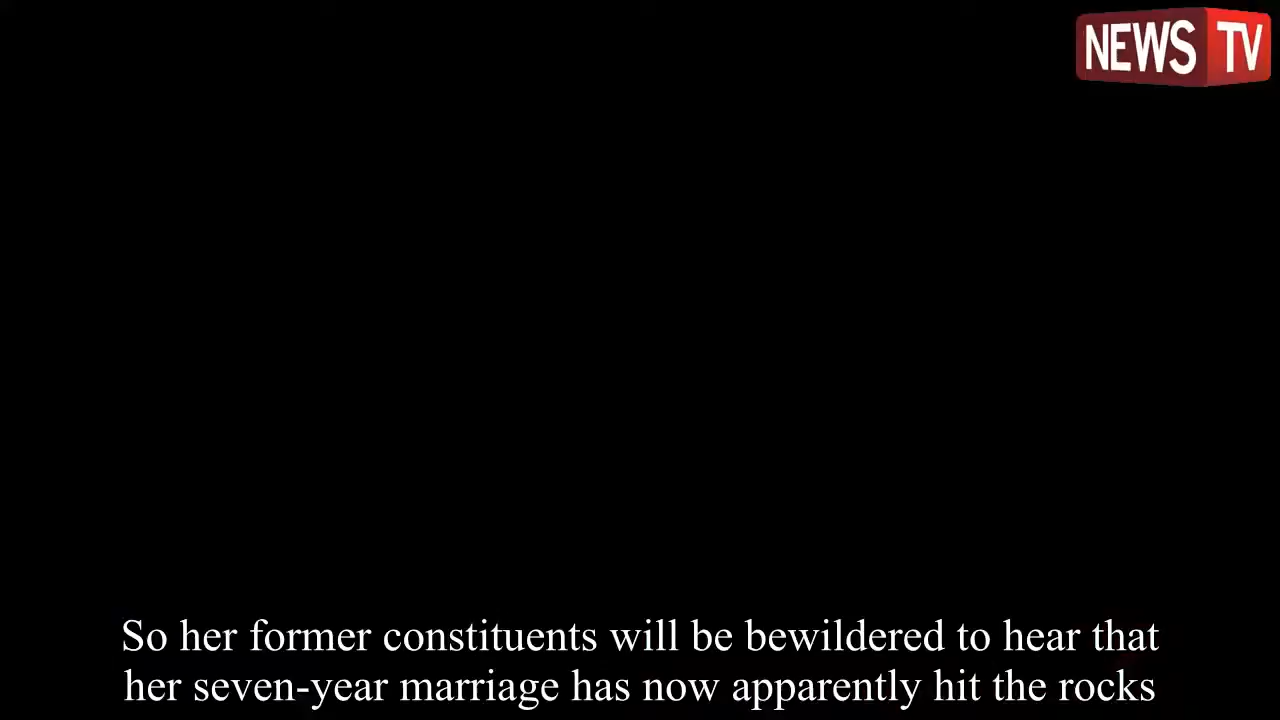 NEWS TV
So her former constituents will be bewildered to hear that
her seven-year marriage has now apparently hit the rocks